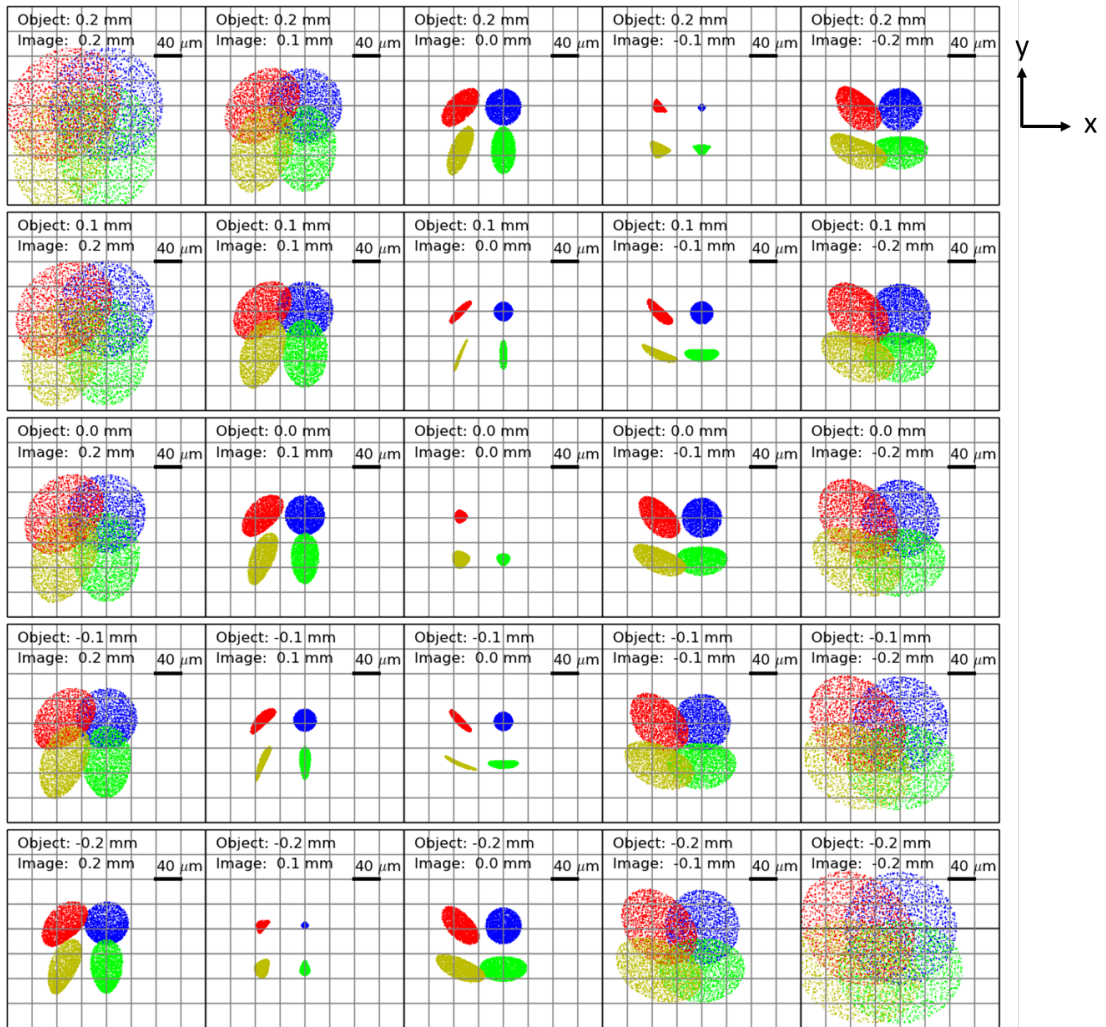 Object: 0.2 mm
Image: 0.2 mm
40 μm
Object: 0.2 mm
Image: 0.1 mm
40 μm
Object: 0.2 mm
Image: 0.0 mm
40 μm
Object: 0.2 mm
Image: -0.1 mm
40 μm
Object: 0.2 mm
Image: -0.2 mm
40 μm
y
x
Object: 0.1 mm
Image: 0.2 mm
40 μm
Object: 0.1 mm
Image: 0.1 mm
40 μm
Object: 0.1 mm
Image: 0.0 mm
40 μm
Object: 0.1 mm
Image: -0.1 mm
40 μm
Object: 0.1 mm
Image: -0.2 mm
40 μm
Object: 0.0 mm
Image: 0.2 mm
40 μm
Object: 0.0 mm
Image: 0.1 mm
40 μm
Object: 0.0 mm
Image: 0.0 mm
40 μm
Object: 0.0 mm
Image: -0.1 mm
40 μm
Object: 0.0 mm
Image: -0.2 mm
40 μm
Object: -0.1 mm
Image: 0.2 mm
40 μm
Object: -0.1 mm
Image: 0.1 mm
40 μm
Object: -0.1 mm
Image: 0.0 mm
40 μm
Object: -0.1 mm
Image: -0.1 mm
40 μm
Object: -0.1 mm
Image: -0.2 mm
40 μm
Object: -0.2 mm
Image: 0.2 mm
40 μm
Object: -0.2 mm
Image: 0.1 mm
40 μm
Object: -0.2 mm
Image: 0.0 mm
40 μm
Object: -0.2 mm
Image: -0.1 mm
40 μm
Object: -0.2 mm
Image: -0.2 mm
40 μm